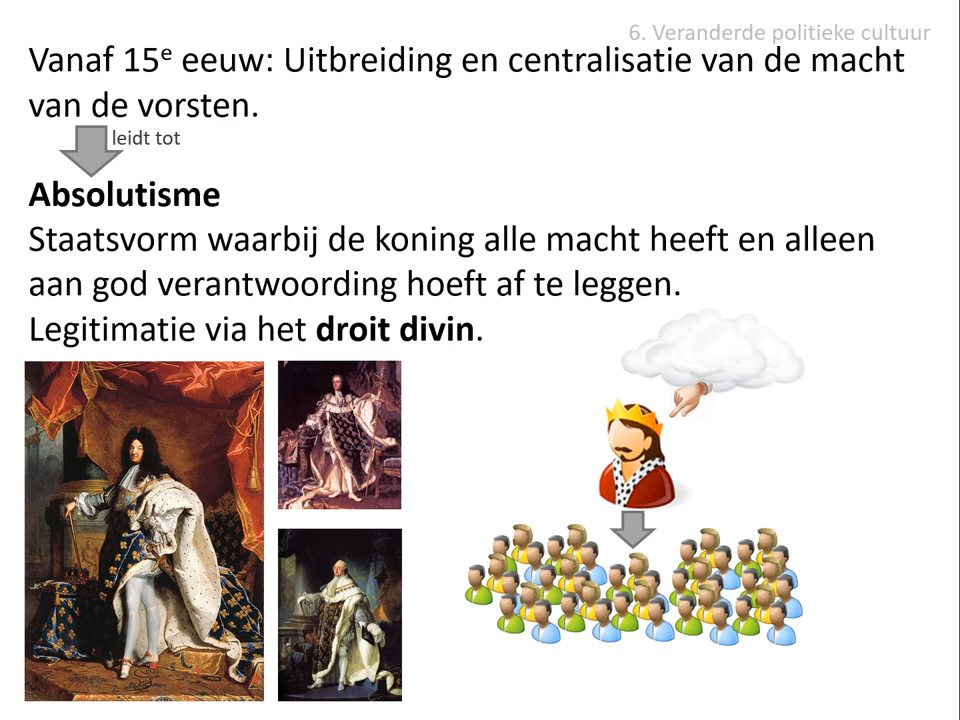 6. Veranderde politieke cultuur
Vanaf 15e eeuw: Uitbreiding en centralisatie van de macht
van de vorsten.
leidt tot
Absolutisme
Staatsvorm waarbij de koning alle macht heeft en alleen
aan god verantwoording hoeft af te leggen.
Legitimatie via het droit divin.